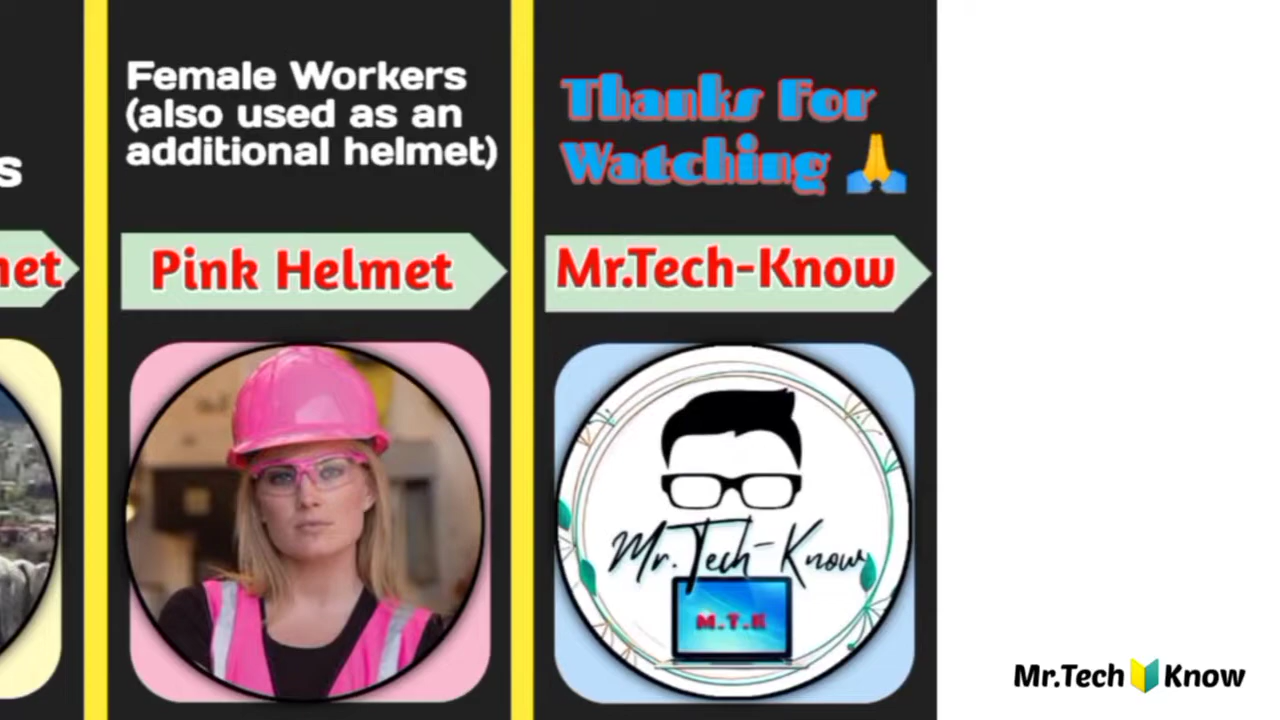 s
net
Female Workers
(also used as an
additional helmet)
Pink Helmet
Thanks For
Watching 🙏
Mr.Tech-Know
Mr.Tech-Know
M.T.K
Mr.Tech🔰Know